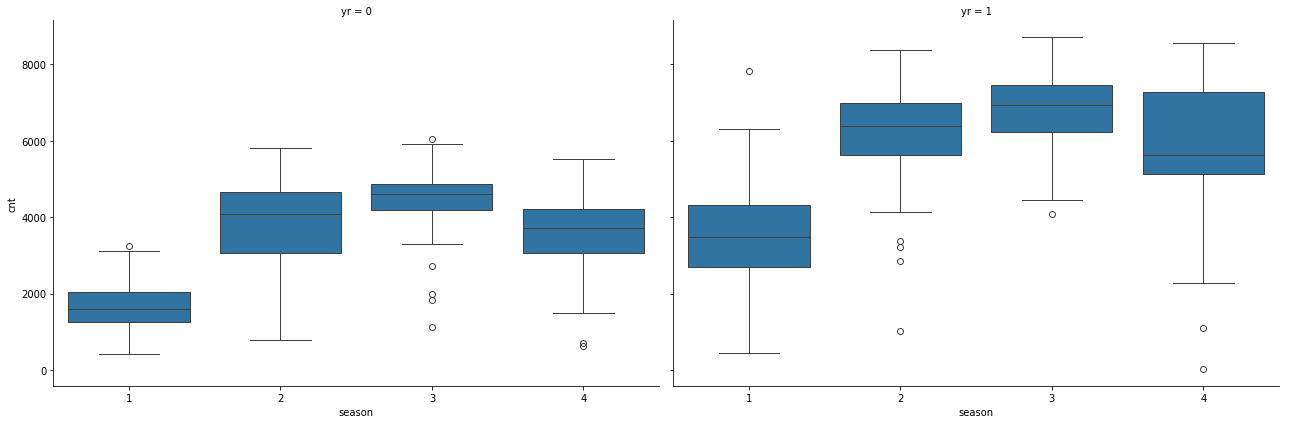 yr = 0
yr = 1
cnt
8000
6000
4000
2000
0
1 2 3 4
season
1 2 3 4
season